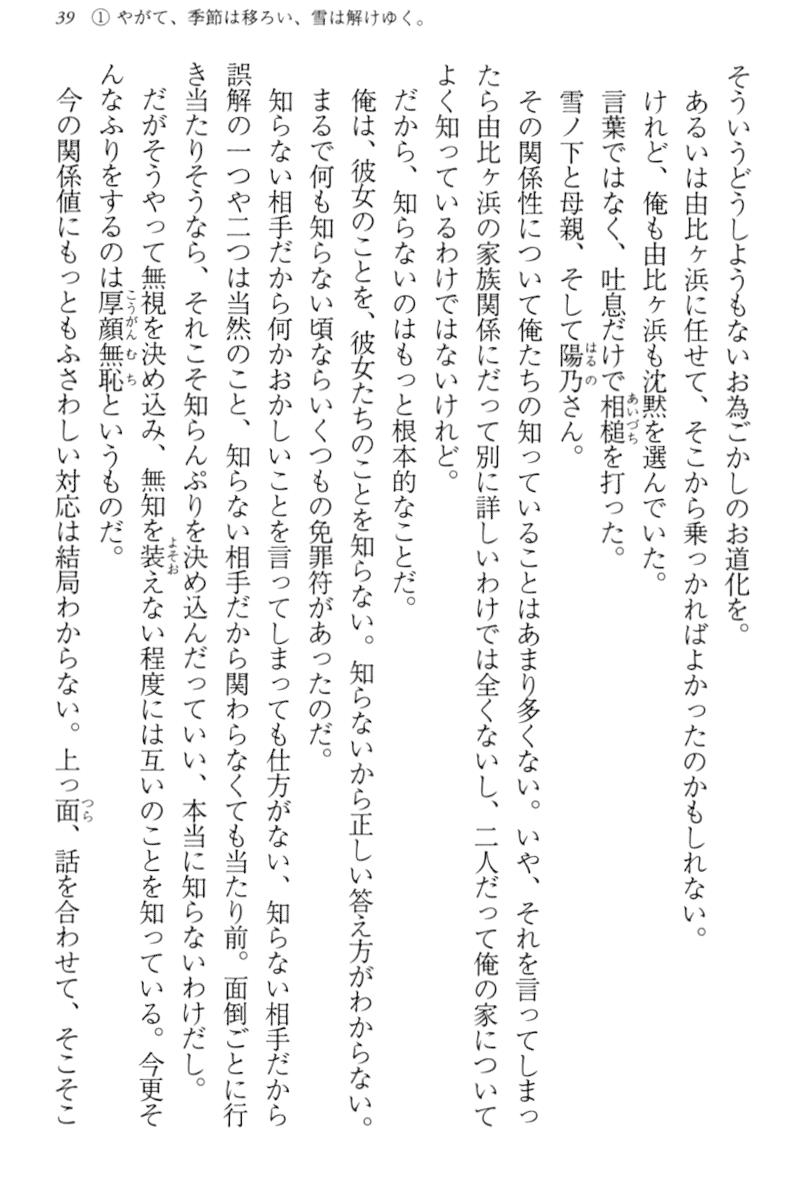 39 ① やがて、季節は移ろい、雪は解けゆく。
そういうどうしようもないお為ごかしのお道化を。
あるいは由比ヶ浜に任せて、そこから乗っかればよかったのかもしれない。
けれど、俺も由比ヶ浜も沈黙を選んでいた。
言葉ではなく、吐息だけで相槌を打った。
雪ノ下と母親、そして陽乃さん。
その関係性について俺たちの知っていることはあまり多くない。いや、それを言ってしまっ
たら由比ヶ浜の家族関係にだって別に詳しいわけでは全くないし、二人だって俺の家について
よく知っているわけではないけれど。
だから、知らないのはもっと根本的なことだ。
俺は、彼女のことを、彼女たちのことを知らない。知らないから正しい答え方がわからない。
まるで何も知らない頃ならいくつもの免罪符があったのだ。
知らない相手だから何かおかしいことを言ってしまっても仕方がない、知らない相手だから
誤解の一つや二つは当然のこと、知らない相手だから関わらなくても当たり前。面倒ごとに行
き当たりそうなら、それこそ知らんぷりを決め込んだっていい、本当に知らないわけだし。
だがそうやって無視を決め込み、無知を装えない程度には互いのことを知っている。今更そ
んなふりをするのは厚顔無恥というものだ。
今の関係値にもっともふさわしい対応は結局わからない。上っ面、話を合わせて、そこそこ